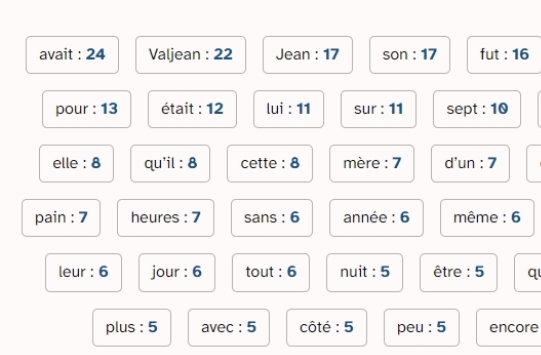 avait : 24 Valjean : 22 Jean : 17 son : 17 fut : 16
pour : 13 était : 12 lui : 11 sur : 11 sept : 10
elle : 8 qu'il : 8 cette : 8 mère : 7 d'un : 7
pain : 7 heures : 7 sans : 6 année : 6 même : 6
leur : 6 jour : 6 tout : 6 nuit : 5 être : 5
plus : 5 avec : 5 côté : 5 peu : 5 encore